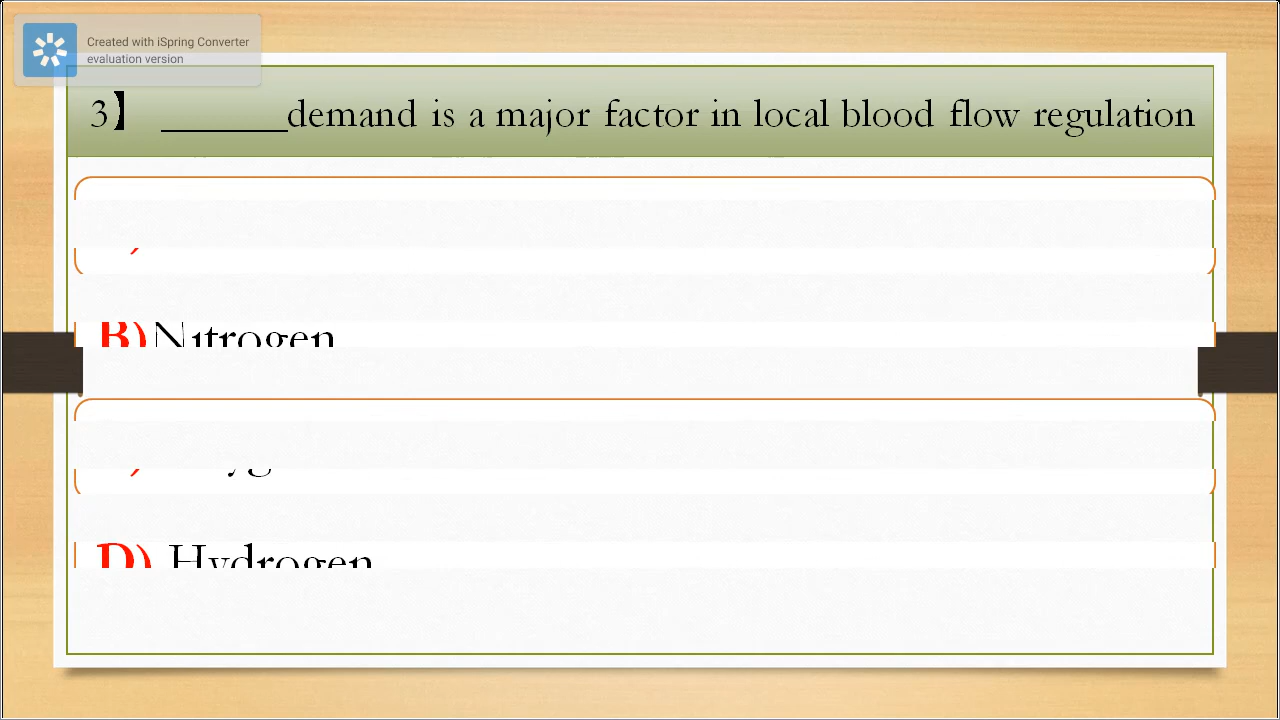 Created with iSpring Converter
evaluation version
3】 ______demand is a major factor in local blood flow regulation
B)Nitrogen
D) Hydrogen